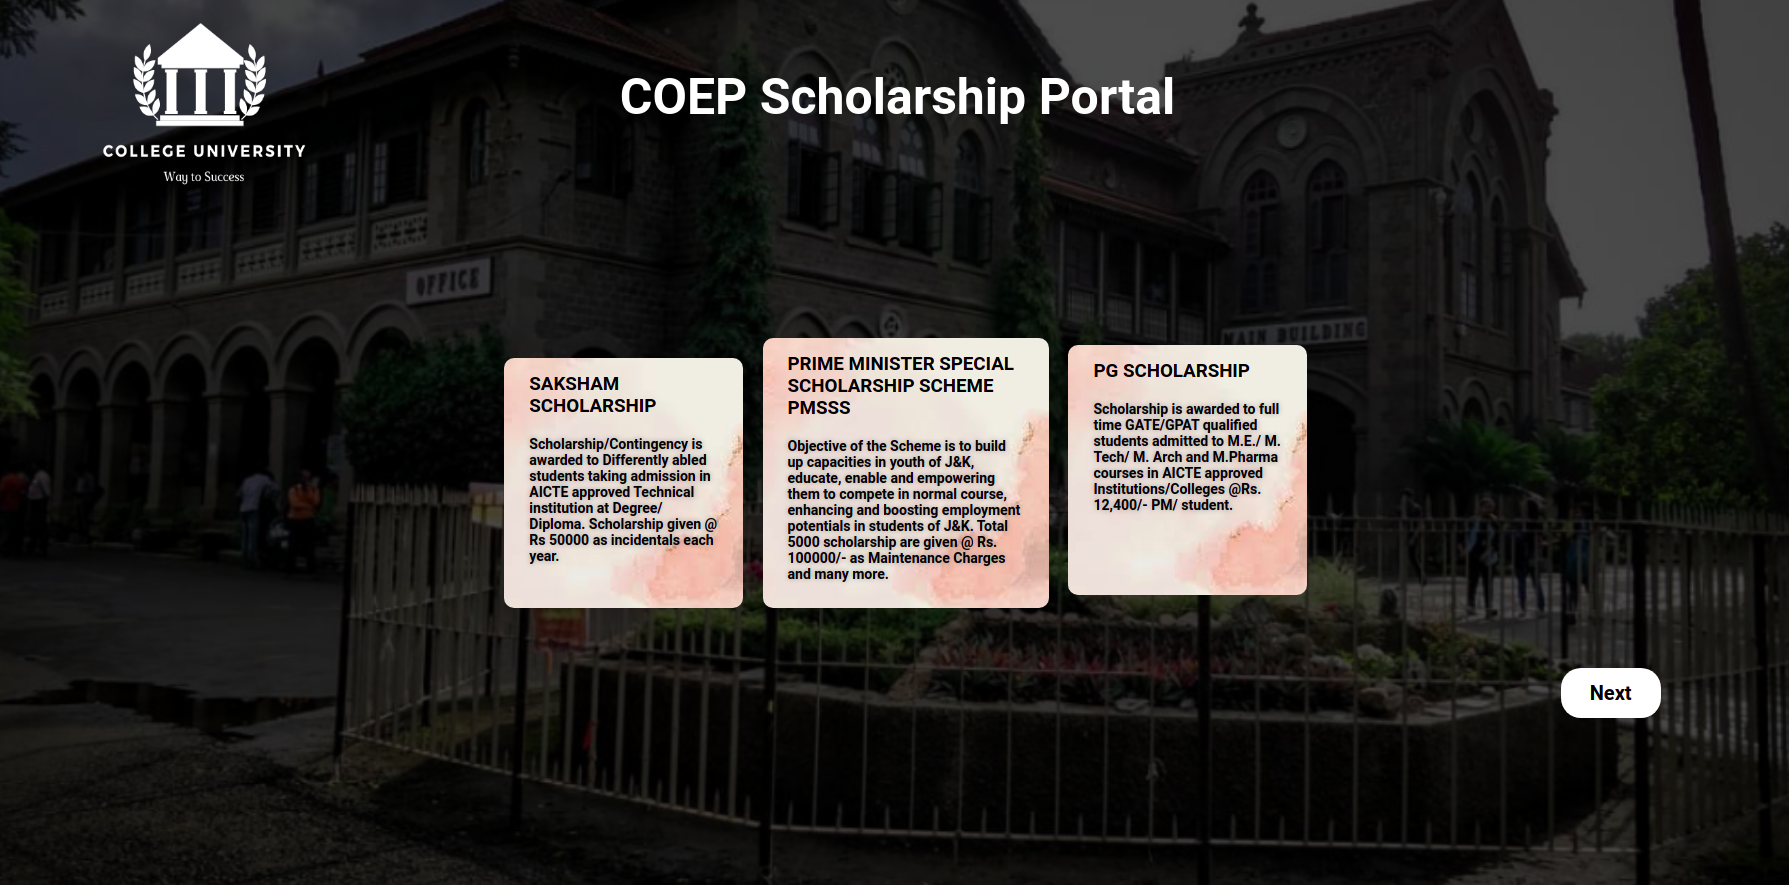 COEP Scholarship Portal
COLLEGE UNIVERSITY
Way to Success
OFFICE
MAIN BUILDING
SAKSHAM
SCHOLARSHIP
Scholarship/Contingency is
awarded to Differently abled
students taking admission in
AICTE approved Technical
institution at Degree/
Diploma. Scholarship given @
Rs 50000 as incidentals each
year.
PRIME MINISTER SPECIAL
SCHOLARSHIP SCHEME
PMSSS
Objective of the Scheme is to build
up capacities in youth of J&K,
educate, enable and empowering
them to compete in normal course,
enhancing and boosting employment
potentials in students of J&K. Total
5000 scholarship are given @ Rs.
100000/- as Maintenance Charges
and many more.
PG SCHOLARSHIP
Scholarship is awarded to full
time GATE/GPAT qualified
students admitted to M.E./ M.
Tech/ M. Arch and M.Pharma
courses in AICTE approved
Institutions/Colleges @Rs.
12,400/- PM/ student.
Next